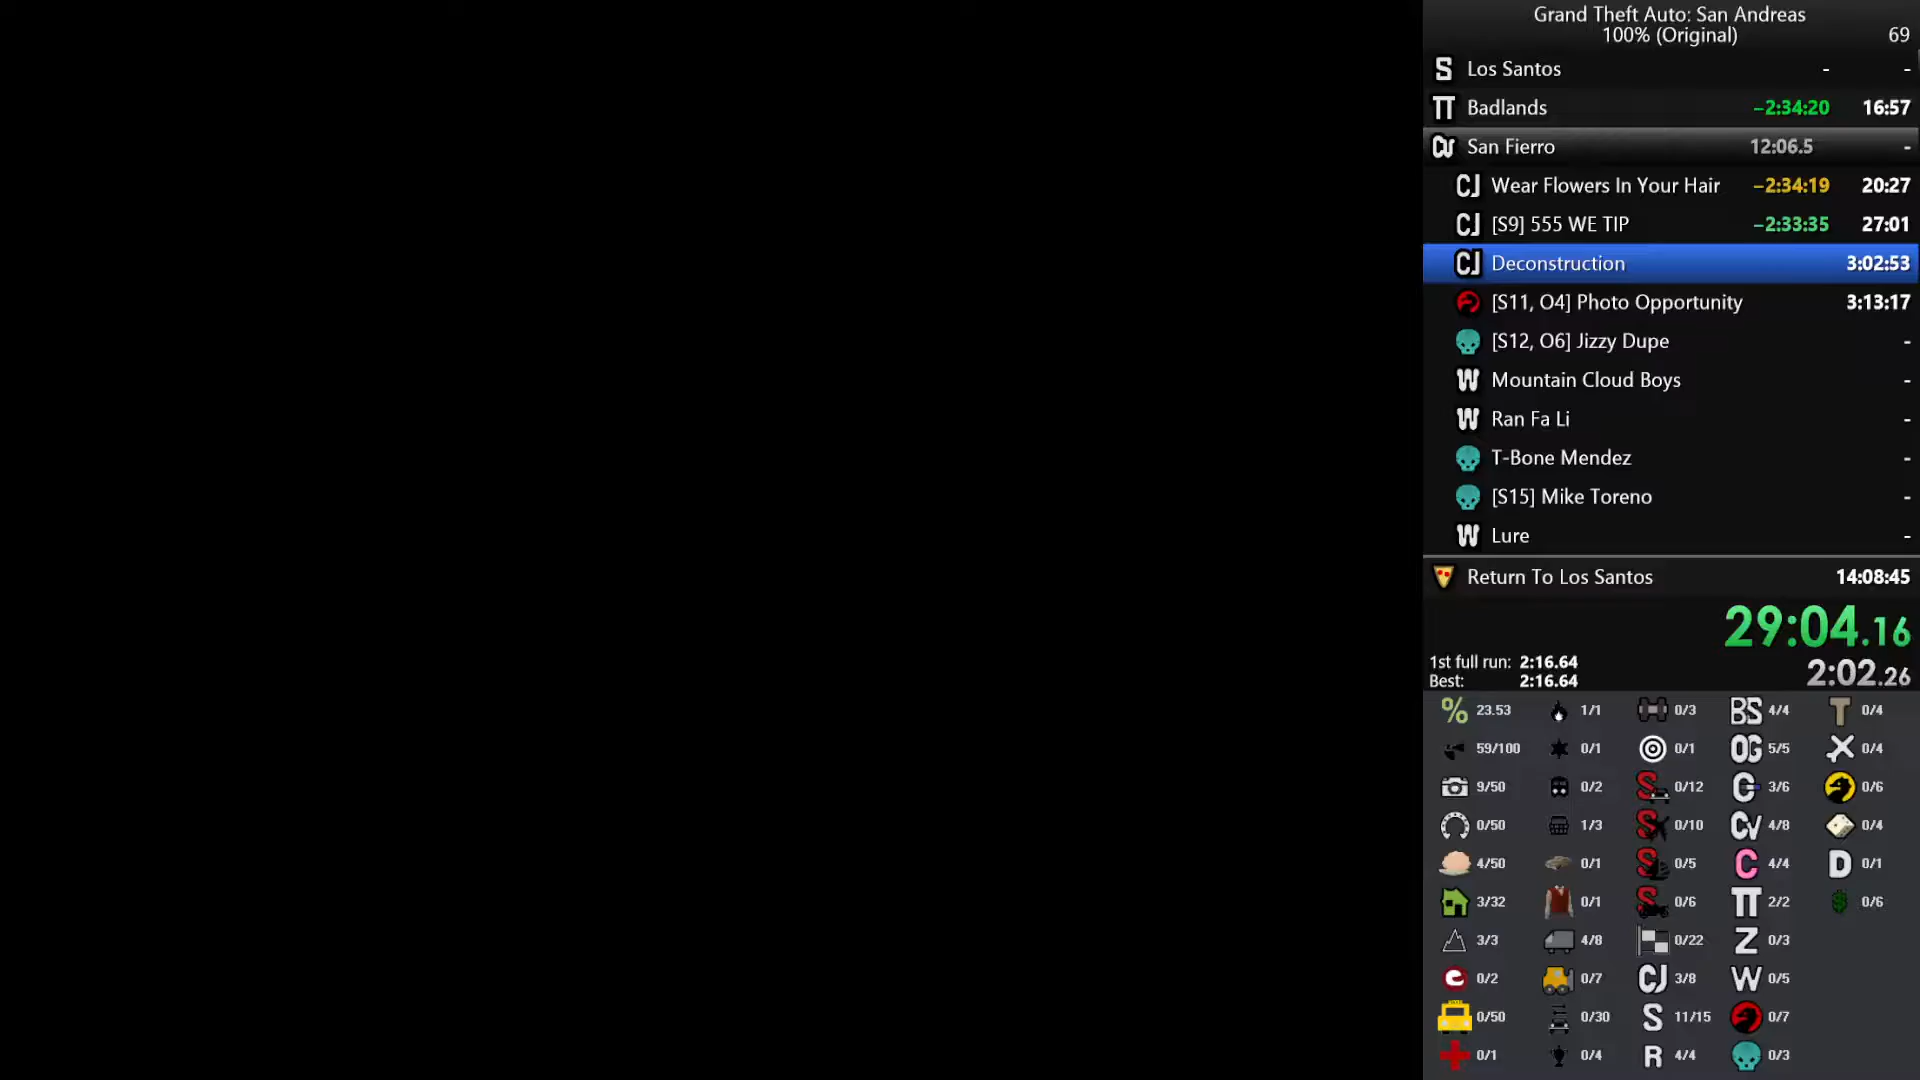 Grand Theft Auto: San Andreas
100% (Original) 69
Los Santos - -
Badlands −2:34:20 16:57
San Fierro 12:06.5 -
CJ Wear Flowers In Your Hair −2:34:19 20:27
CJ [S9] 555 WE TIP −2:33:35 27:01
CJ Deconstruction 3:02:53
[S11, O4] Photo Opportunity 3:13:17
[S12, O6] Jizzy Dupe -
W Mountain Cloud Boys -
W Ran Fa Li -
T-Bone Mendez -
[S15] Mike Toreno -
W Lure -
Return To Los Santos 14:08:45
29:04.16
1st full run: 2:16.64
Best: 2:16.64
2:02.26
% 23.53 1/1 0/3 BS 4/4 T 0/4
59/100 0/1 0/1 OG 5/5 0/4
9/50 0/2 S 0/12 C 3/6 0/6
0/50 1/3 S 0/10 CV 4/8 0/4
4/50 0/1 S 0/5 C 4/4 D 0/1
3/32 0/1 S 0/6 2/2 $ 0/6
3/3 4/8 0/22 Z 0/3
0/2 0/7 CJ 3/8 W 0/5
0/50 0/30 S 11/15 0/7
0/1 0/4 R 4/4 0/3